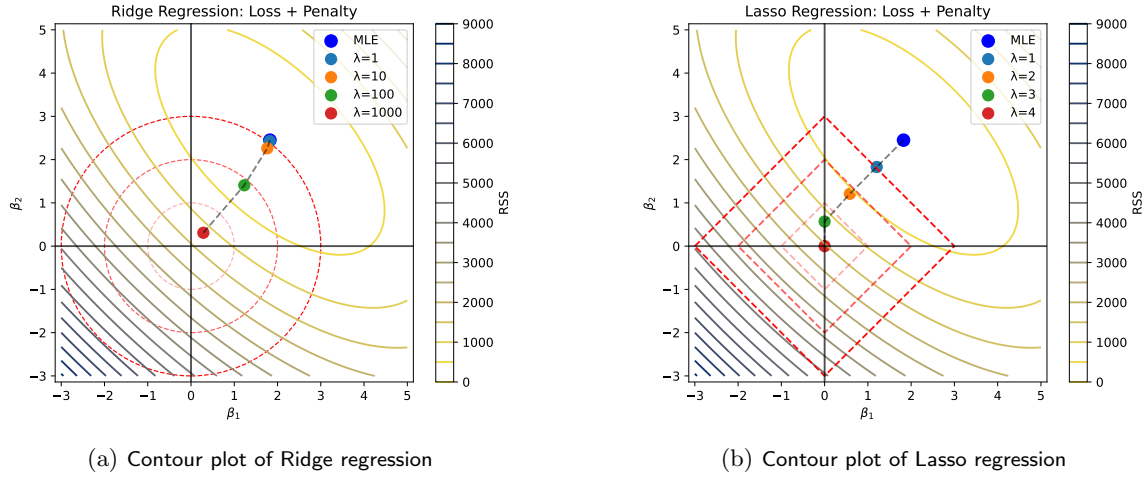 Ridge Regression: Loss + Penalty
MLE
λ=1
λ=10
λ=100
λ=1000
5
4
3
2
1
0
−1
−2
−3
β2
−3 −2 −1 0 1 2 3 4 5
β1
9000
8000
7000
6000
5000
4000
3000
2000
1000
0
RSS
(a) Contour plot of Ridge regression
Lasso Regression: Loss + Penalty
MLE
λ=1
λ=2
λ=3
λ=4
5
4
3
2
1
0
−1
−2
−3
β2
−3 −2 −1 0 1 2 3 4 5
β1
9000
8000
7000
6000
5000
4000
3000
2000
1000
0
RSS
(b) Contour plot of Lasso regression